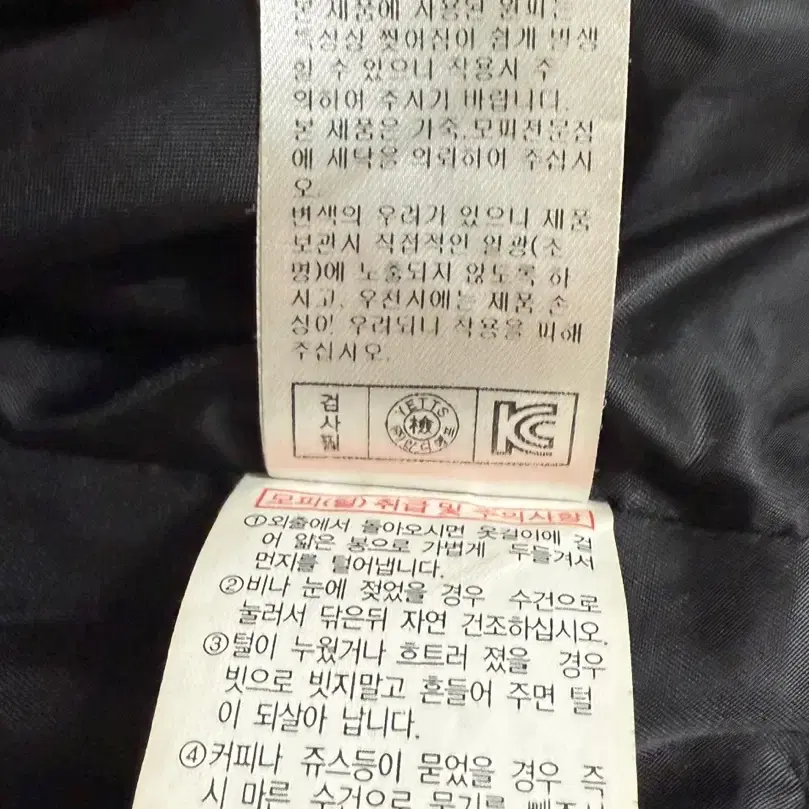 본 제품에 사용된 원피는
특성상 찢어짐이 쉽게 발생
할 수 있으니 착용시 주
의하여 주시기 바랍니다.
본 제품은 가죽.모피전문점
에 세탁을 의뢰하여 주십시
오.
변색의 우려가 있으니 제품
보관시 직접적인 일광(조
명)에 노출되지 않도록 하
시고, 우천시에는 제품 손
상이 우려되니 착용을 피해
주십시오.
검사필
YETTS
檢
KC
모피(털) 취급 및 주의사항
①외출에서 돌아오시면 옷걸이에 걸
어 얇은 봉으로 가볍게 두들겨서
먼지를 털어냅니다.
②비나 눈에 젖었을 경우 수건으로
눌러서 닦은뒤 자연 건조하십시오.
③털이 누웠거나 흐트러 졌을 경우
빗으로 빗지말고 흔들어 주면 털
이 되살아 납니다.
④커피나 쥬스등이 묻었을 경우 즉
시 마른 수건으로 물기를